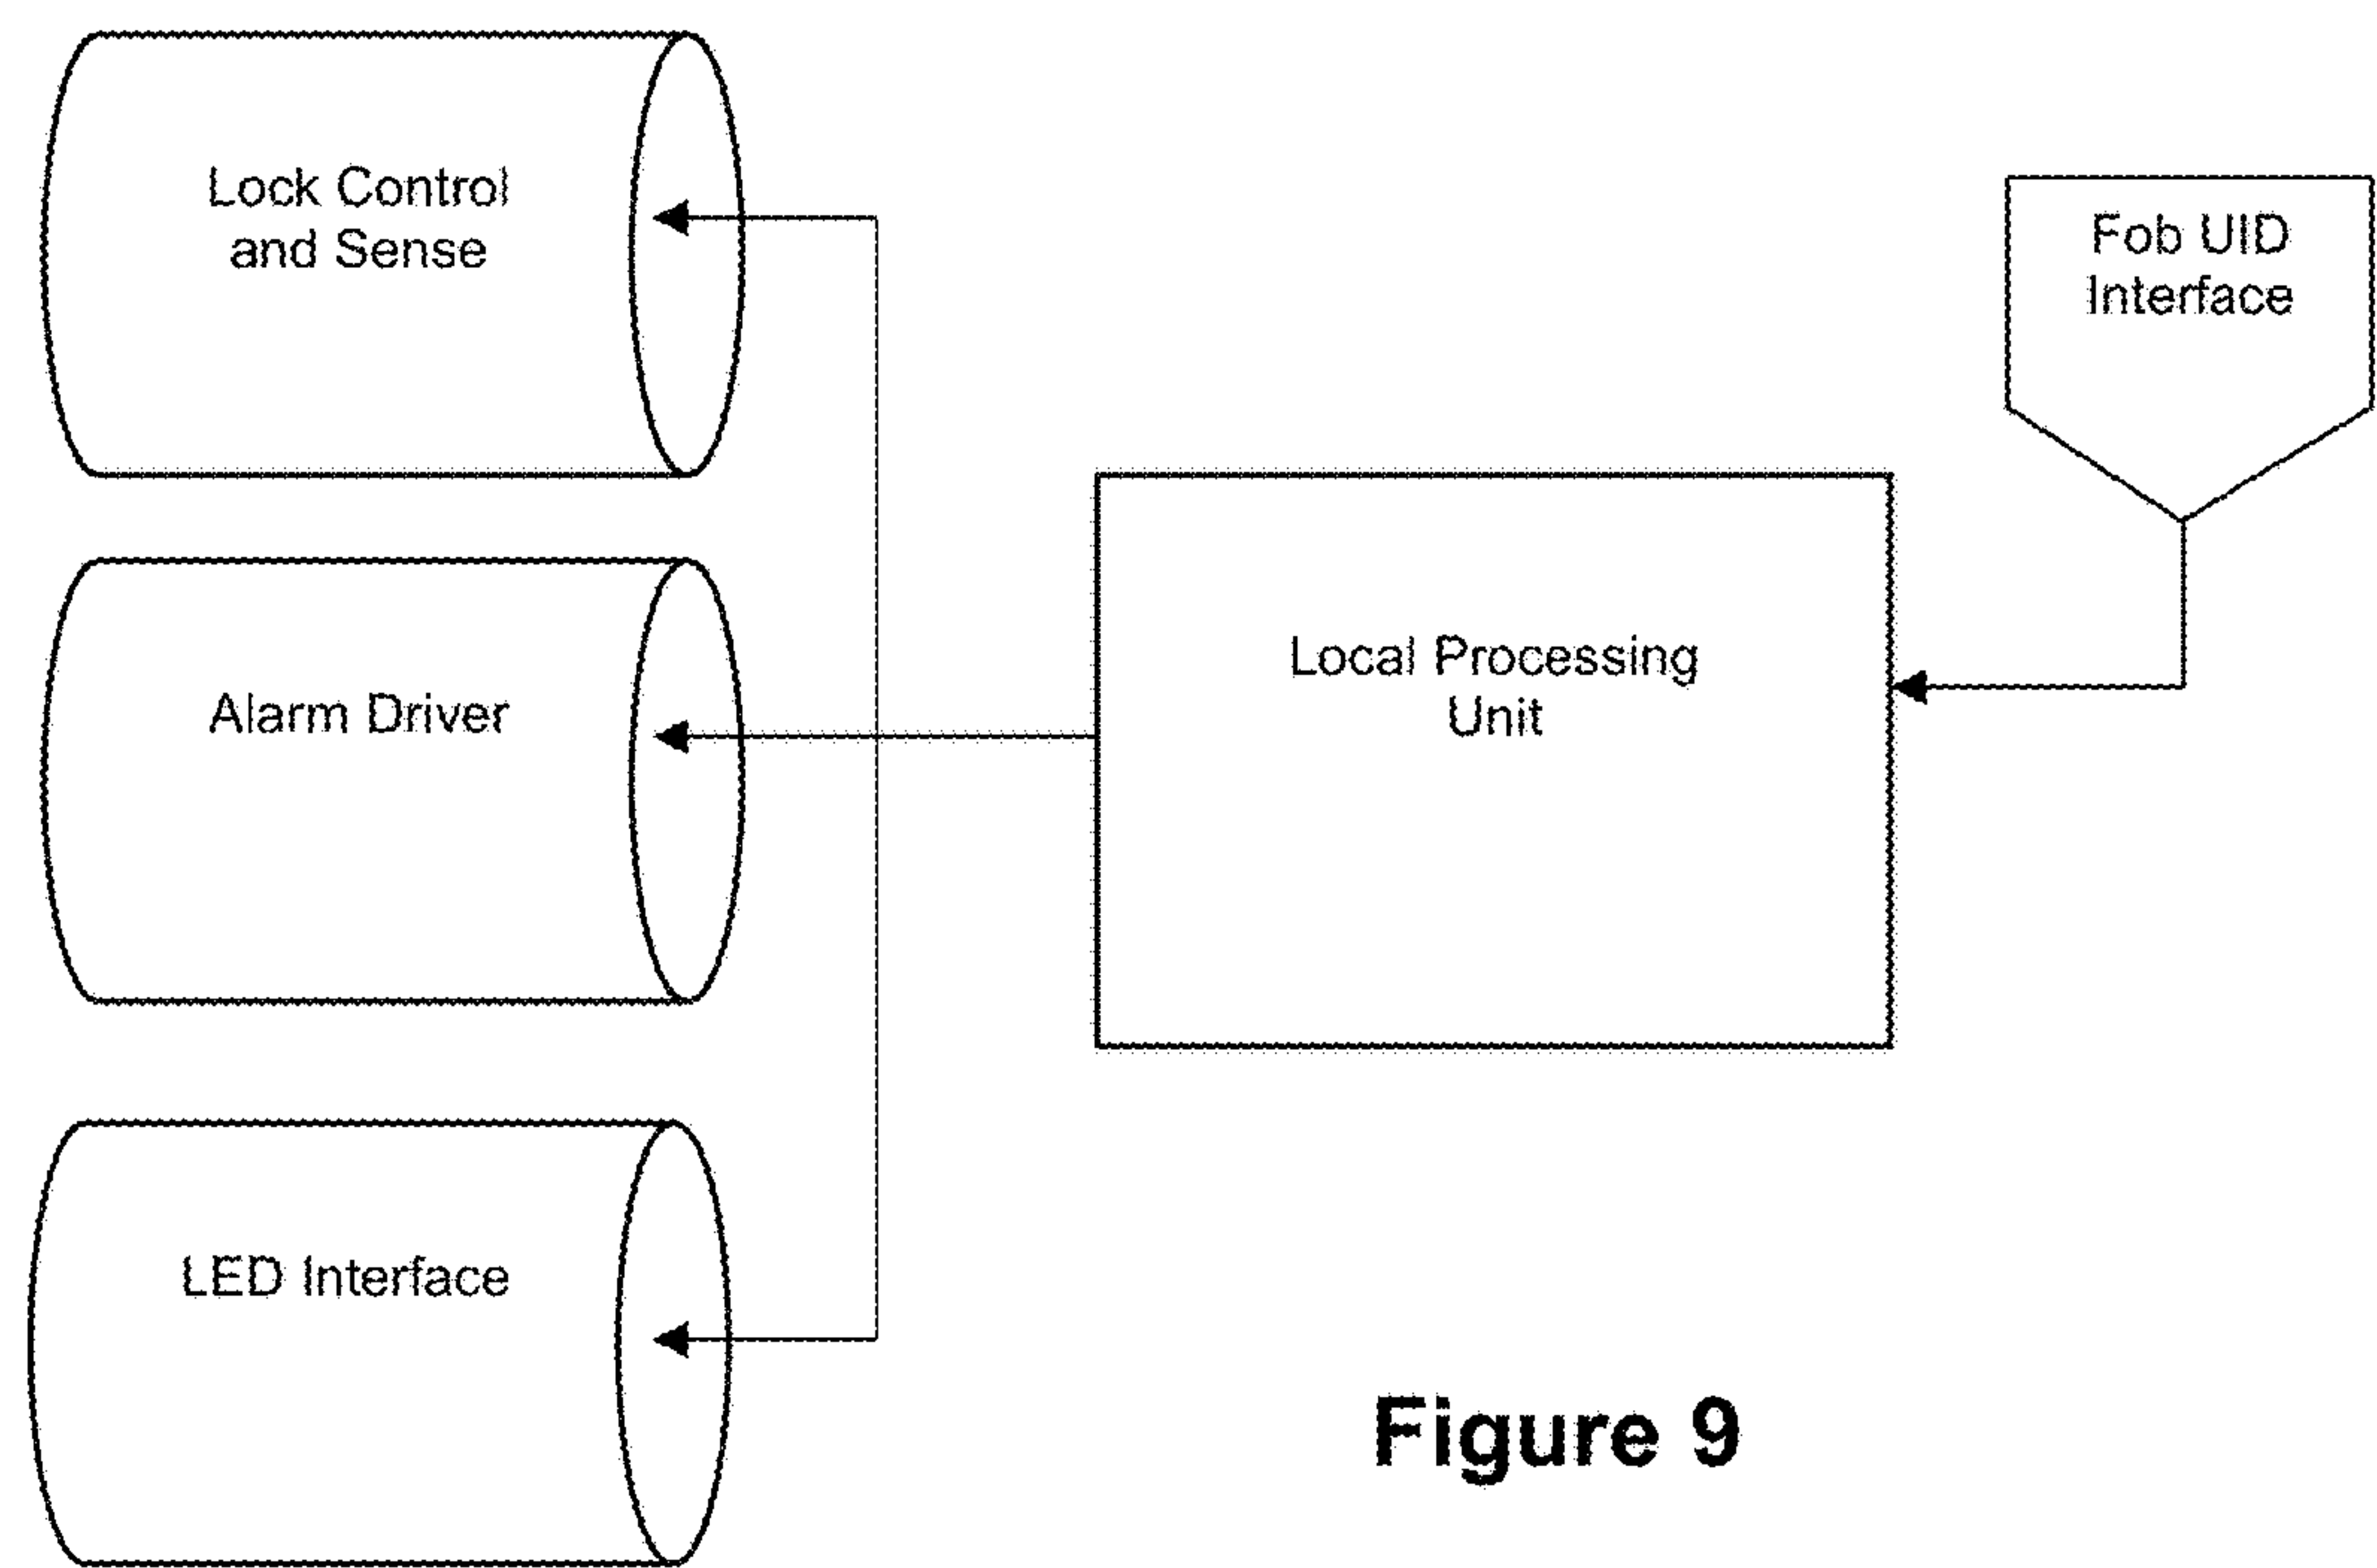 Lock Control
and Sense
Fob UID
Interface
Local Processing
Unit
Alarm Driver
LED Interface
Figure 9